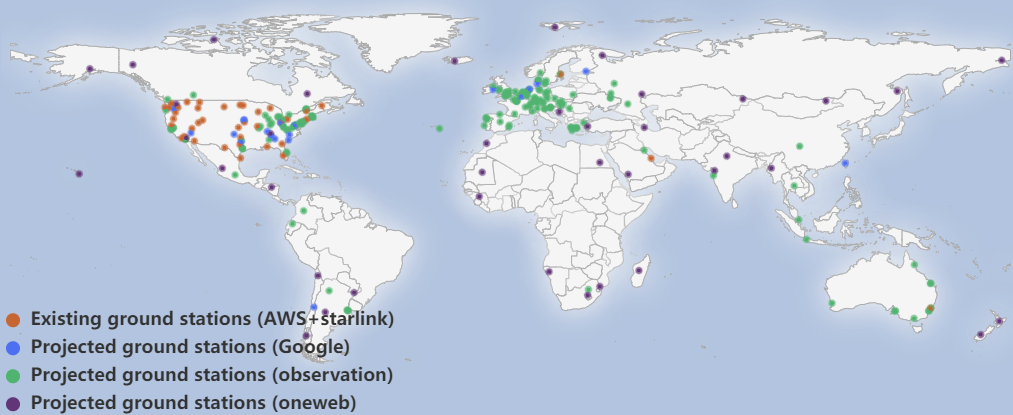 Existing ground stations (AWS+starlink)
Projected ground stations (Google)
Projected ground stations (observation)
Projected ground stations (oneweb)